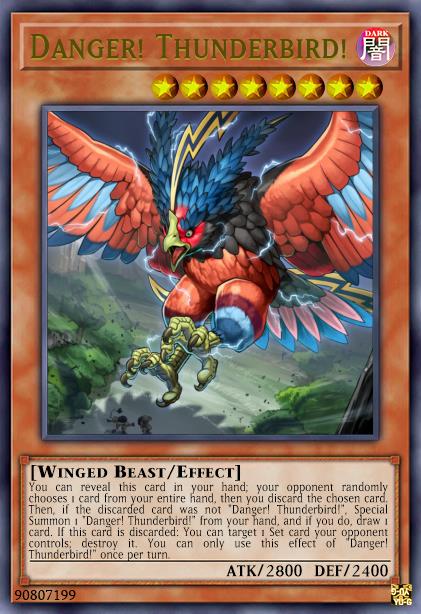 DANGER! THUNDERBIRD!
DARK
闇
[WINGED BEAST/EFFECT]
You can reveal this card in your hand; your opponent randomly
chooses 1 card from your entire hand, then you discard the chosen card.
Then, if the discarded card was not "Danger! Thunderbird!", Special
Summon 1 "Danger! Thunderbird!" from your hand, and if you do, draw 1
card. If this card is discarded: You can target 1 Set card your opponent
controls; destroy it. You can only use this effect of "Danger!
Thunderbird!" once per turn.
ATK/2800 DEF/2400
90807199